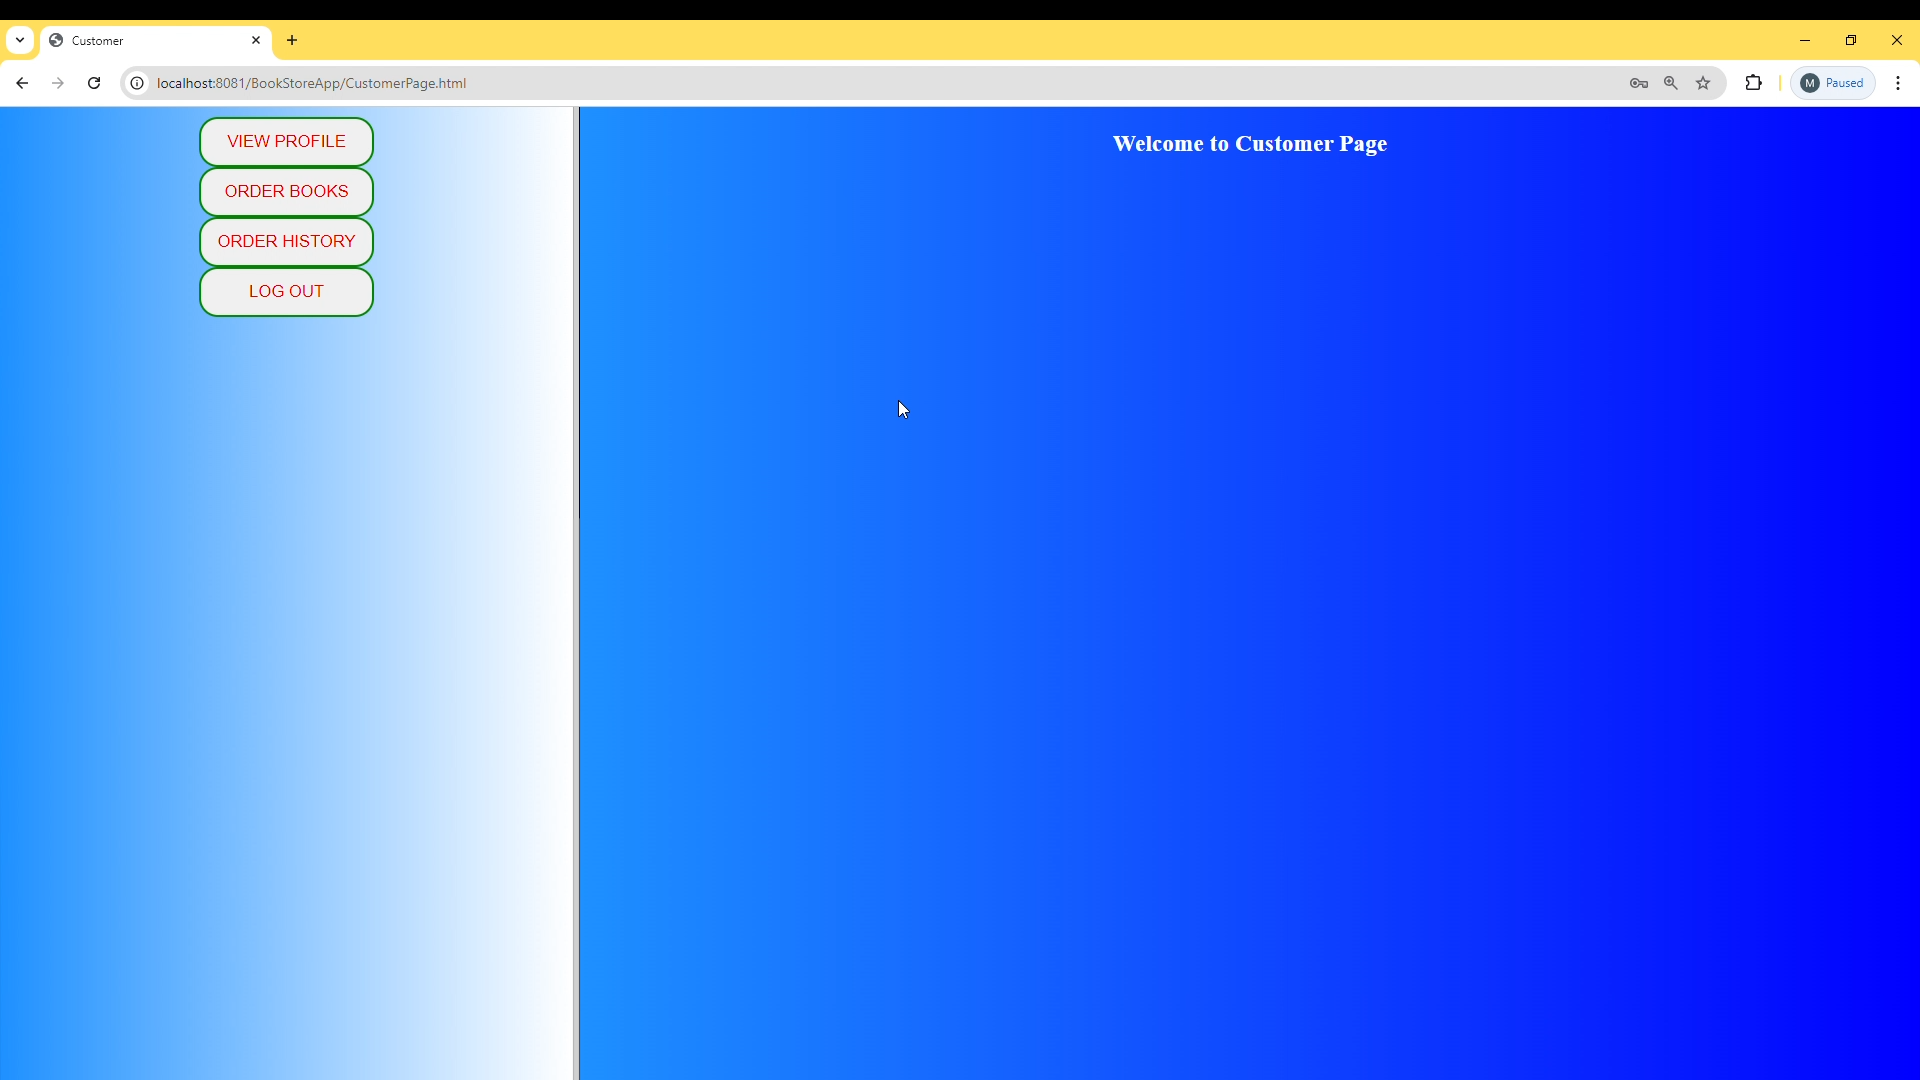 Customer
localhost:8081/BookStoreApp/CustomerPage.html
M Paused
VIEW PROFILE
ORDER BOOKS
ORDER HISTORY
LOG OUT
Welcome to Customer Page